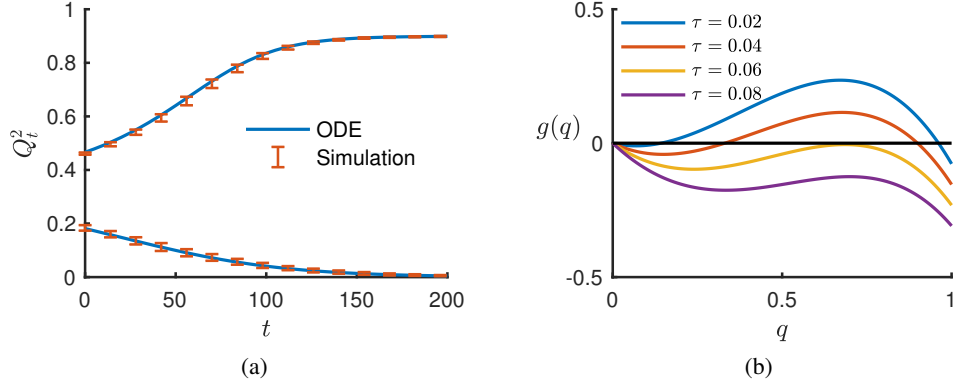 1
0.8
0.6
0.4
0.2
0
Q_t^2
ODE
Simulation
0 50 100 150 200
t
(a)
0.5
0
-0.5
g(q)
τ = 0.02
τ = 0.04
τ = 0.06
τ = 0.08
0 0.5 1
q
(b)